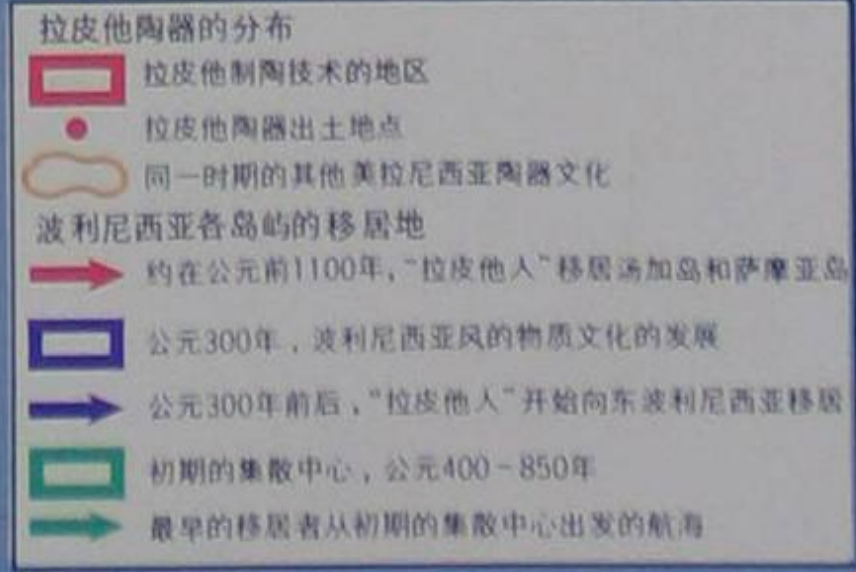 拉皮他陶器的分布
拉皮他制陶技术的地区
拉皮他陶器出土地点
同一时期的其他美拉尼西亚陶器文化
波利尼西亚各岛屿的移居地
约在公元前1100年，“拉皮他人”移居汤加岛和萨摩亚岛
公元300年，波利尼西亚风的物质文化的发展
公元300年前后，“拉皮他人”开始向东波利尼西亚移居
初期的集散中心，公元400－850年
最早的移居者从初期的集散中心出发的航海